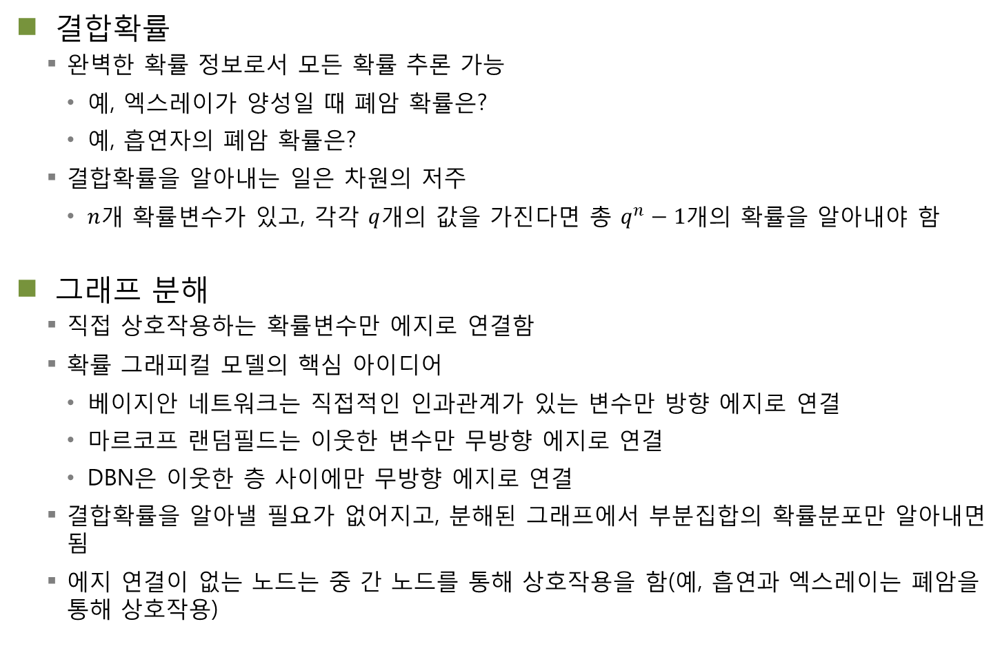 ■ 결합확률
▪ 완벽한 확률 정보로서 모든 확률 추론 가능
• 예, 엑스레이가 양성일 때 폐암 확률은?
• 예, 흡연자의 폐암 확률은?
▪ 결합확률을 알아내는 일은 차원의 저주
• n개 확률변수가 있고, 각각 q개의 값을 가진다면 총 qⁿ − 1개의 확률을 알아내야 함
■ 그래프 분해
▪ 직접 상호작용하는 확률변수만 에지로 연결함
▪ 확률 그래피컬 모델의 핵심 아이디어
• 베이지안 네트워크는 직접적인 인과관계가 있는 변수만 방향 에지로 연결
• 마르코프 랜덤필드는 이웃한 변수만 무방향 에지로 연결
• DBN은 이웃한 층 사이에만 무방향 에지로 연결
▪ 결합확률을 알아낼 필요가 없어지고, 분해된 그래프에서 부분집합의 확률분포만 알아내면
됨
▪ 에지 연결이 없는 노드는 중 간 노드를 통해 상호작용을 함(예, 흡연과 엑스레이는 폐암을
통해 상호작용)